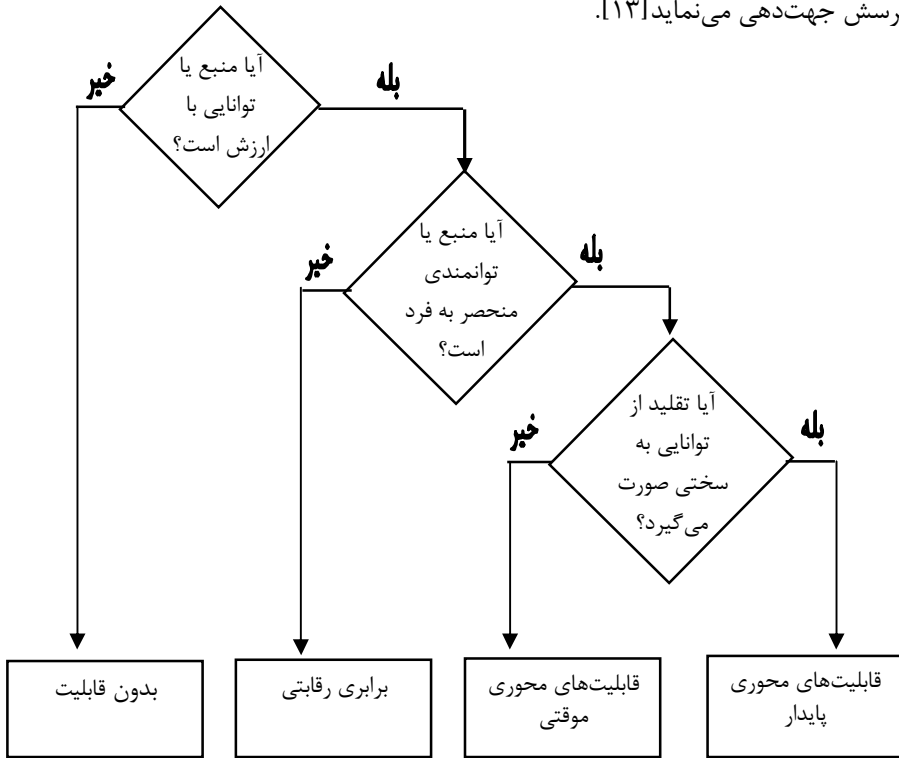 رسش جهت‌دهی می‌نماید[۱۳].
آیا منبع یا
توانایی با
ارزش است؟
خیر
بله
آیا منبع یا
توانمندی
منحصر به فرد
است؟
خیر
بله
آیا تقلید از
توانایی به
سختی صورت
می‌گیرد؟
خیر
بله
قابلیت‌های محوری
پایدار
قابلیت‌های محوری
موقتی
برابری رقابتی
بدون قابلیت